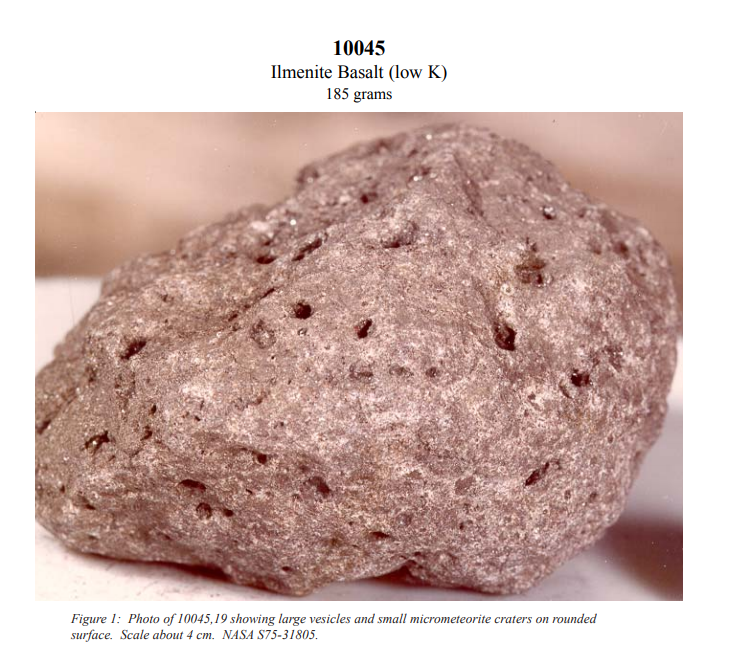 10045
Ilmenite Basalt (low K)
185 grams
Figure 1:  Photo of 10045,19 showing large vesicles and small micrometeorite craters on rounded
surface.  Scale about 4 cm.  NASA S75-31805.